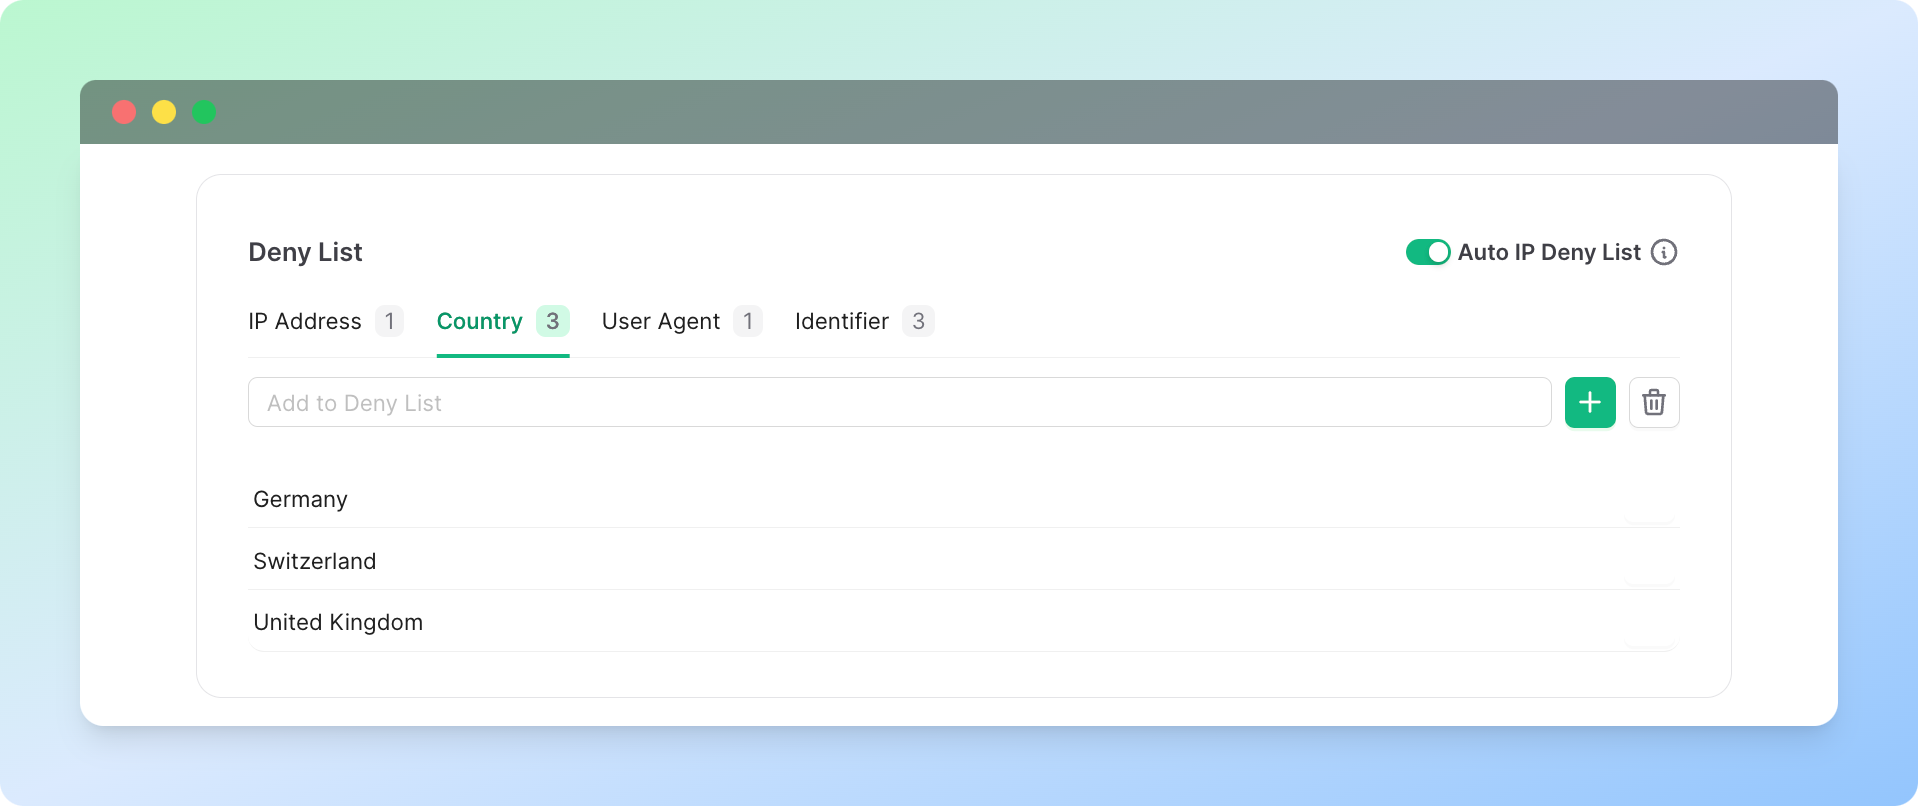 Deny List
Auto IP Deny List
IP Address 1 Country 3 User Agent 1 Identifier 3
Add to Deny List
Germany
Switzerland
United Kingdom